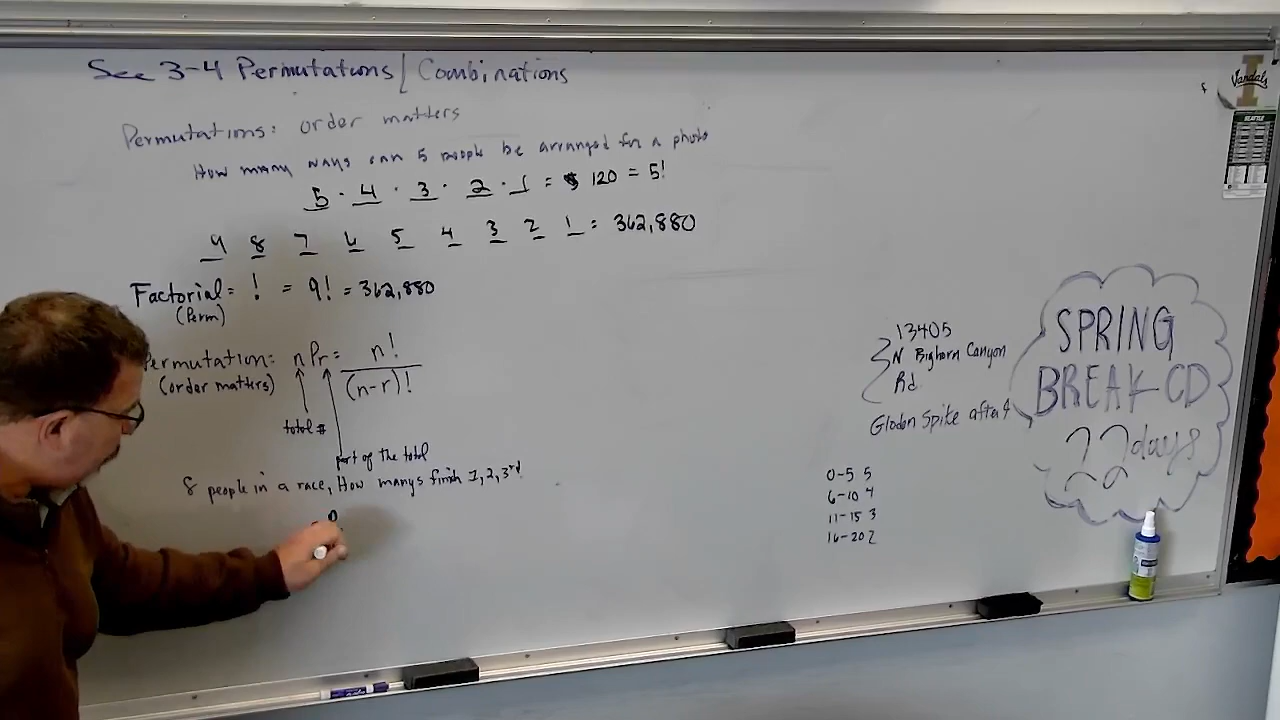 Sec 3-4 Permutations/Combinations
Permutations: order matters
How many ways can 5 people be arranged for a photo
5 · 4 · 3 · 2 · 1 = 120 = 5!
9 8 7 6 5 4 3 2 1 = 362,880
Factorial = ! = 9! = 362,880
(Perm)
Permutation: nPr = n!
(order matters) (n-r)!
total #
part of the total
8 people in a race, How manys finish 1,2,3rd
13405
N Bighorn Canyon
Rd.
Gloden Spike after
0-5 5
6-10 4
11-15 3
16-20 2
SPRING
BREAK CD
22 days
I
Vandals
SEATTLE